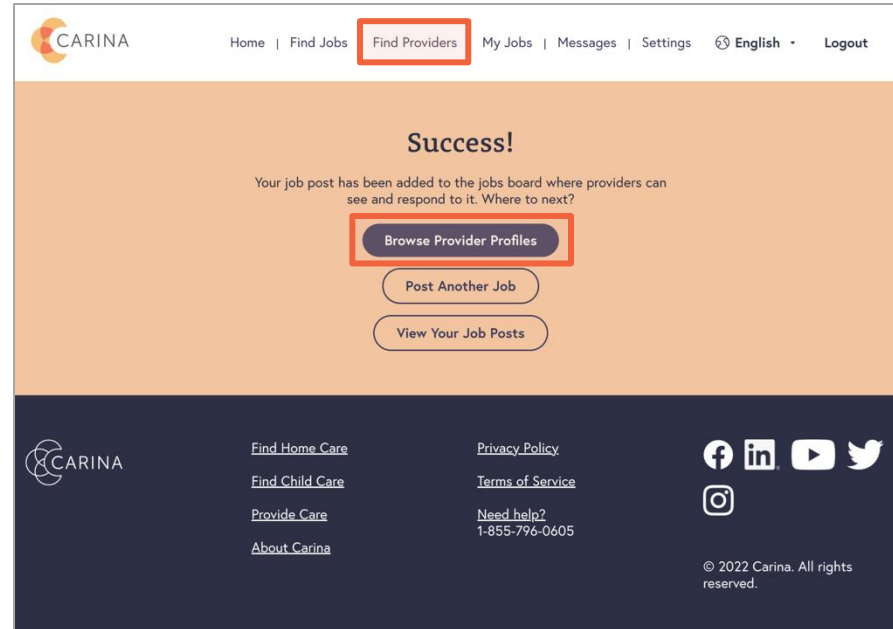 CARINA
Home | Find Jobs Find Providers My Jobs | Messages | Settings English Logout
Success!
Your job post has been added to the jobs board where providers can
see and respond to it. Where to next?
Browse Provider Profiles
Post Another Job
View Your Job Posts
CARINA
Find Home Care
Find Child Care
Provide Care
About Carina
Privacy Policy
Terms of Service
Need help?
1-855-796-0605
in
© 2022 Carina. All rights
reserved.